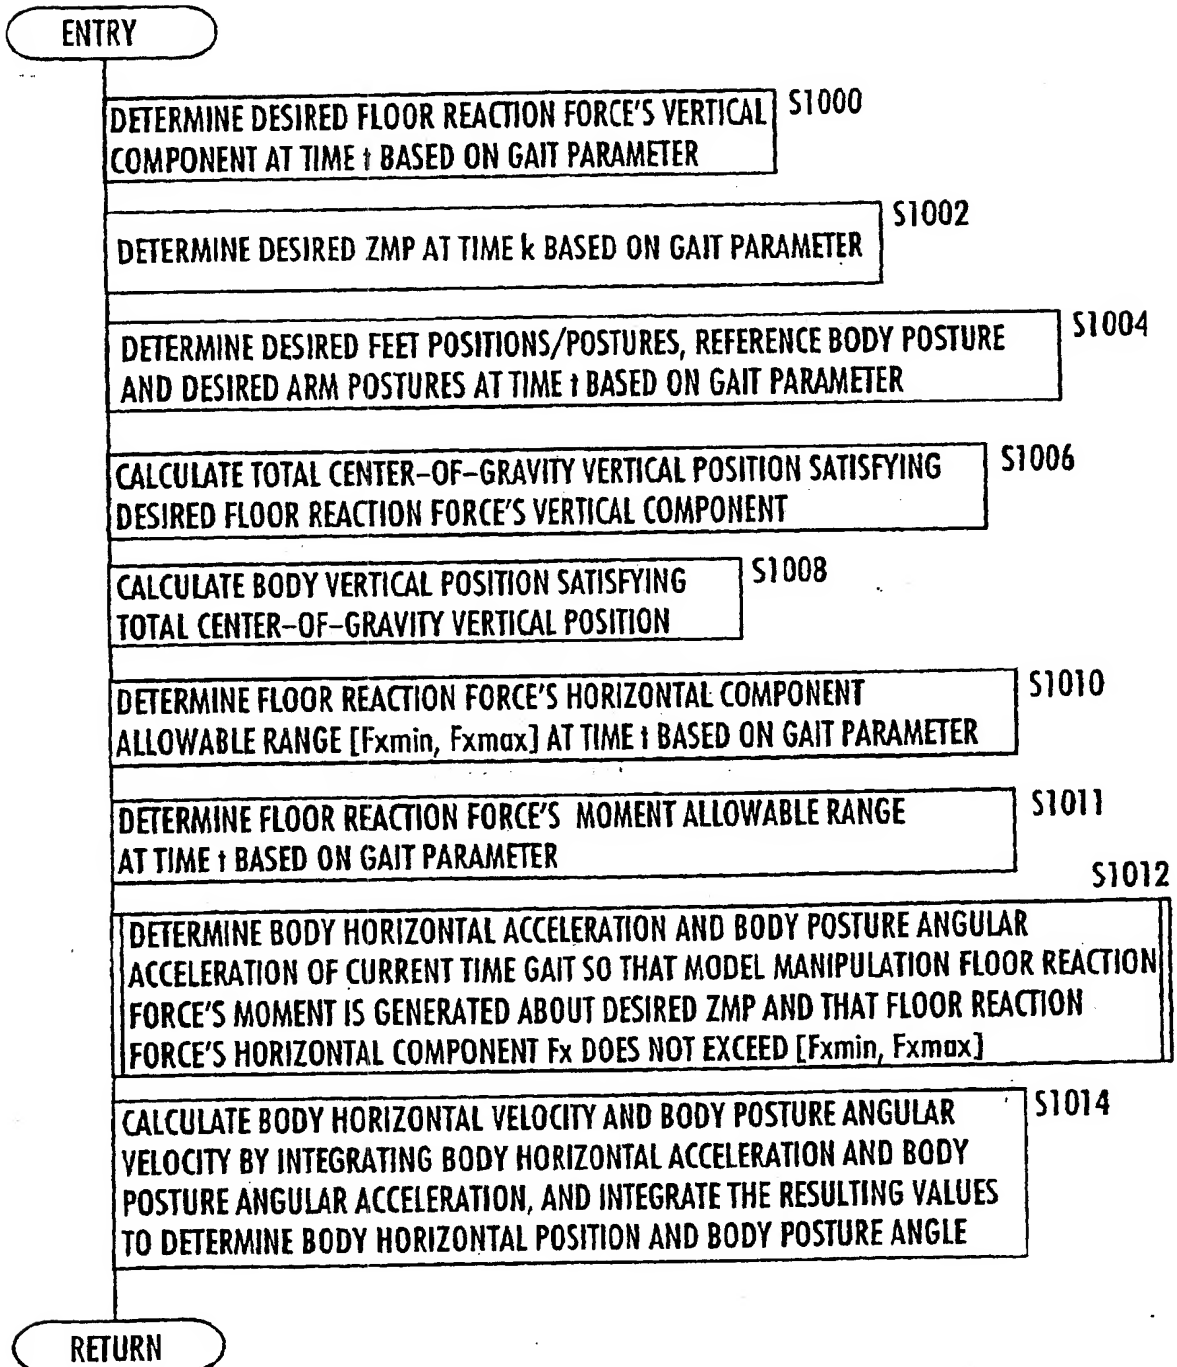 ENTRY
S1000
DETERMINE DESIRED FLOOR REACTION FORCE'S VERTICAL
COMPONENT AT TIME t BASED ON GAIT PARAMETER
S1002
DETERMINE DESIRED ZMP AT TIME k BASED ON GAIT PARAMETER
S1004
DETERMINE DESIRED FEET POSITIONS/POSTURES, REFERENCE BODY POSTURE
AND DESIRED ARM POSTURES AT TIME t BASED ON GAIT PARAMETER
S1006
CALCULATE TOTAL CENTER-OF-GRAVITY VERTICAL POSITION SATISFYING
DESIRED FLOOR REACTION FORCE'S VERTICAL COMPONENT
S1008
CALCULATE BODY VERTICAL POSITION SATISFYING
TOTAL CENTER-OF-GRAVITY VERTICAL POSITION
S1010
DETERMINE FLOOR REACTION FORCE'S HORIZONTAL COMPONENT
ALLOWABLE RANGE [Fxmin, Fxmax] AT TIME t BASED ON GAIT PARAMETER
S1011
DETERMINE FLOOR REACTION FORCE'S MOMENT ALLOWABLE RANGE
AT TIME t BASED ON GAIT PARAMETER
S1012
DETERMINE BODY HORIZONTAL ACCELERATION AND BODY POSTURE ANGULAR
ACCELERATION OF CURRENT TIME GAIT SO THAT MODEL MANIPULATION FLOOR REACTION
FORCE'S MOMENT IS GENERATED ABOUT DESIRED ZMP AND THAT FLOOR REACTION
FORCE'S HORIZONTAL COMPONENT Fx DOES NOT EXCEED [Fxmin, Fxmax]
S1014
CALCULATE BODY HORIZONTAL VELOCITY AND BODY POSTURE ANGULAR
VELOCITY BY INTEGRATING BODY HORIZONTAL ACCELERATION AND BODY
POSTURE ANGULAR ACCELERATION, AND INTEGRATE THE RESULTING VALUES
TO DETERMINE BODY HORIZONTAL POSITION AND BODY POSTURE ANGLE
RETURN